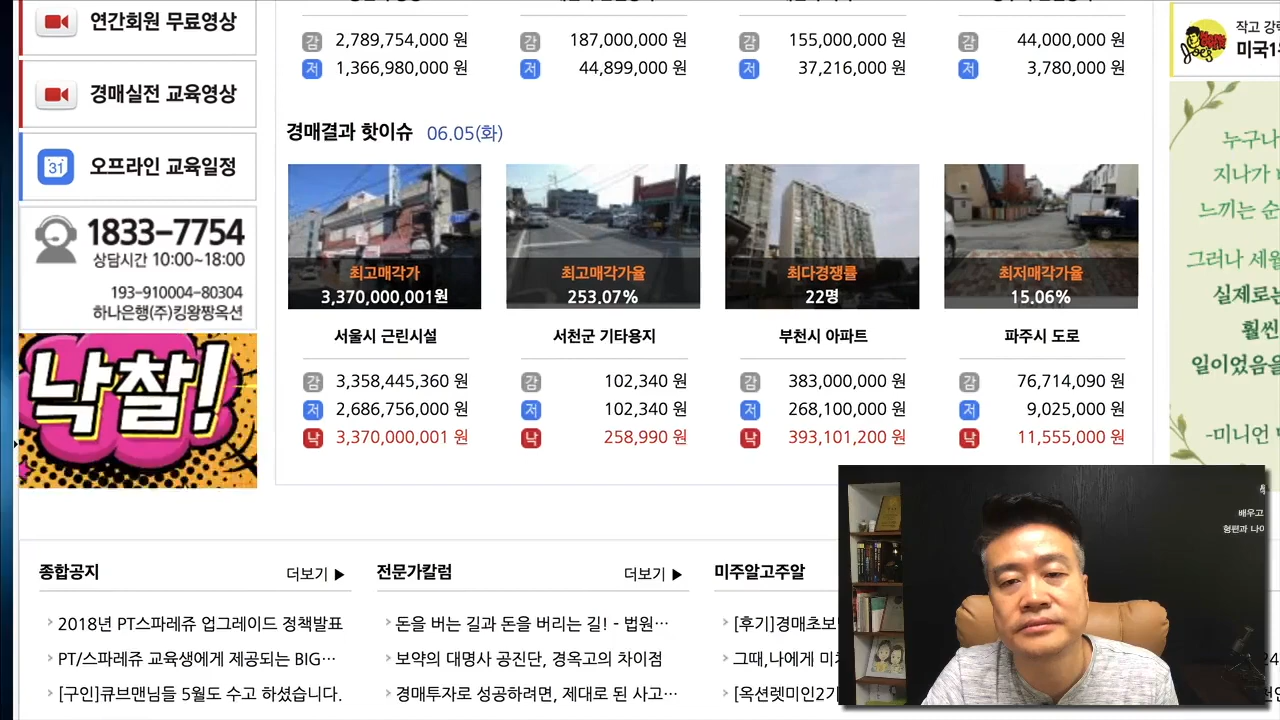 연간회원 무료영상
경매실전 교육영상
31
오프라인 교육일정
1833-7754
상담시간 10:00~18:00
193-910004-80304
하나은행(주)킹왕짱옥션
낙찰!
감 2,789,754,000 원
저 1,366,980,000 원
감 187,000,000 원
저 44,899,000 원
감 155,000,000 원
저 37,216,000 원
감 44,000,000 원
저 3,780,000 원
경매결과 핫이슈 06.05(화)
최고매각가
3,370,000,001원
서울시 근린시설
감 3,358,445,360 원
저 2,686,756,000 원
낙 3,370,000,001 원
최고매각가율
253.07%
서천군 기타용지
감 102,340 원
저 102,340 원
낙 258,990 원
최다경쟁률
22명
부천시 아파트
감 383,000,000 원
저 268,100,000 원
낙 393,101,200 원
최저매각가율
15.06%
파주시 도로
감 76,714,090 원
저 9,025,000 원
낙 11,555,000 원
작고 강
미국1
누구나
지나가
느끼는 순
그러나 세월
실제로는
훨씬
일이었음을
-미니언
배우고
형편과 나이
종합공지 더보기 ▶
2018년 PT스파레쥬 업그레이드 정책발표
PT/스파레쥬 교육생에게 제공되는 BIG…
[구인]큐브맨님들 5월도 수고 하셨습니다.
전문가칼럼 더보기 ▶
돈을 버는 길과 돈을 버리는 길! - 법원…
보약의 대명사 공진단, 경옥고의 차이점
경매투자로 성공하려면, 제대로 된 사고…
미주알고주알
[후기]경매초보
그때,나에게 미
[옥션렛미인2기